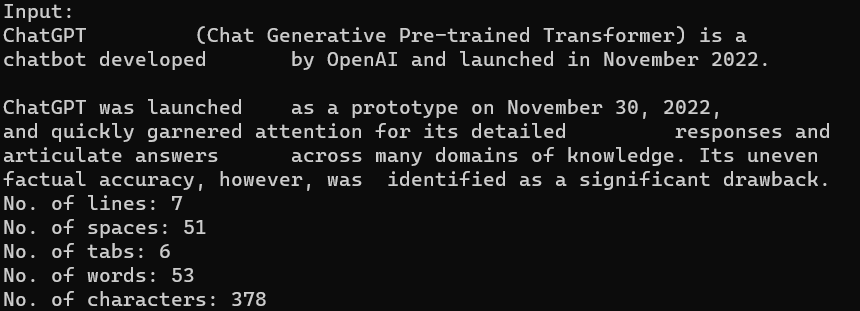 Input:
ChatGPT         (Chat Generative Pre-trained Transformer) is a
chatbot developed       by OpenAI and launched in November 2022.

ChatGPT was launched    as a prototype on November 30, 2022,
and quickly garnered attention for its detailed         responses and
articulate answers      across many domains of knowledge. Its uneven
factual accuracy, however, was  identified as a significant drawback.
No. of lines: 7
No. of spaces: 51
No. of tabs: 6
No. of words: 53
No. of characters: 378